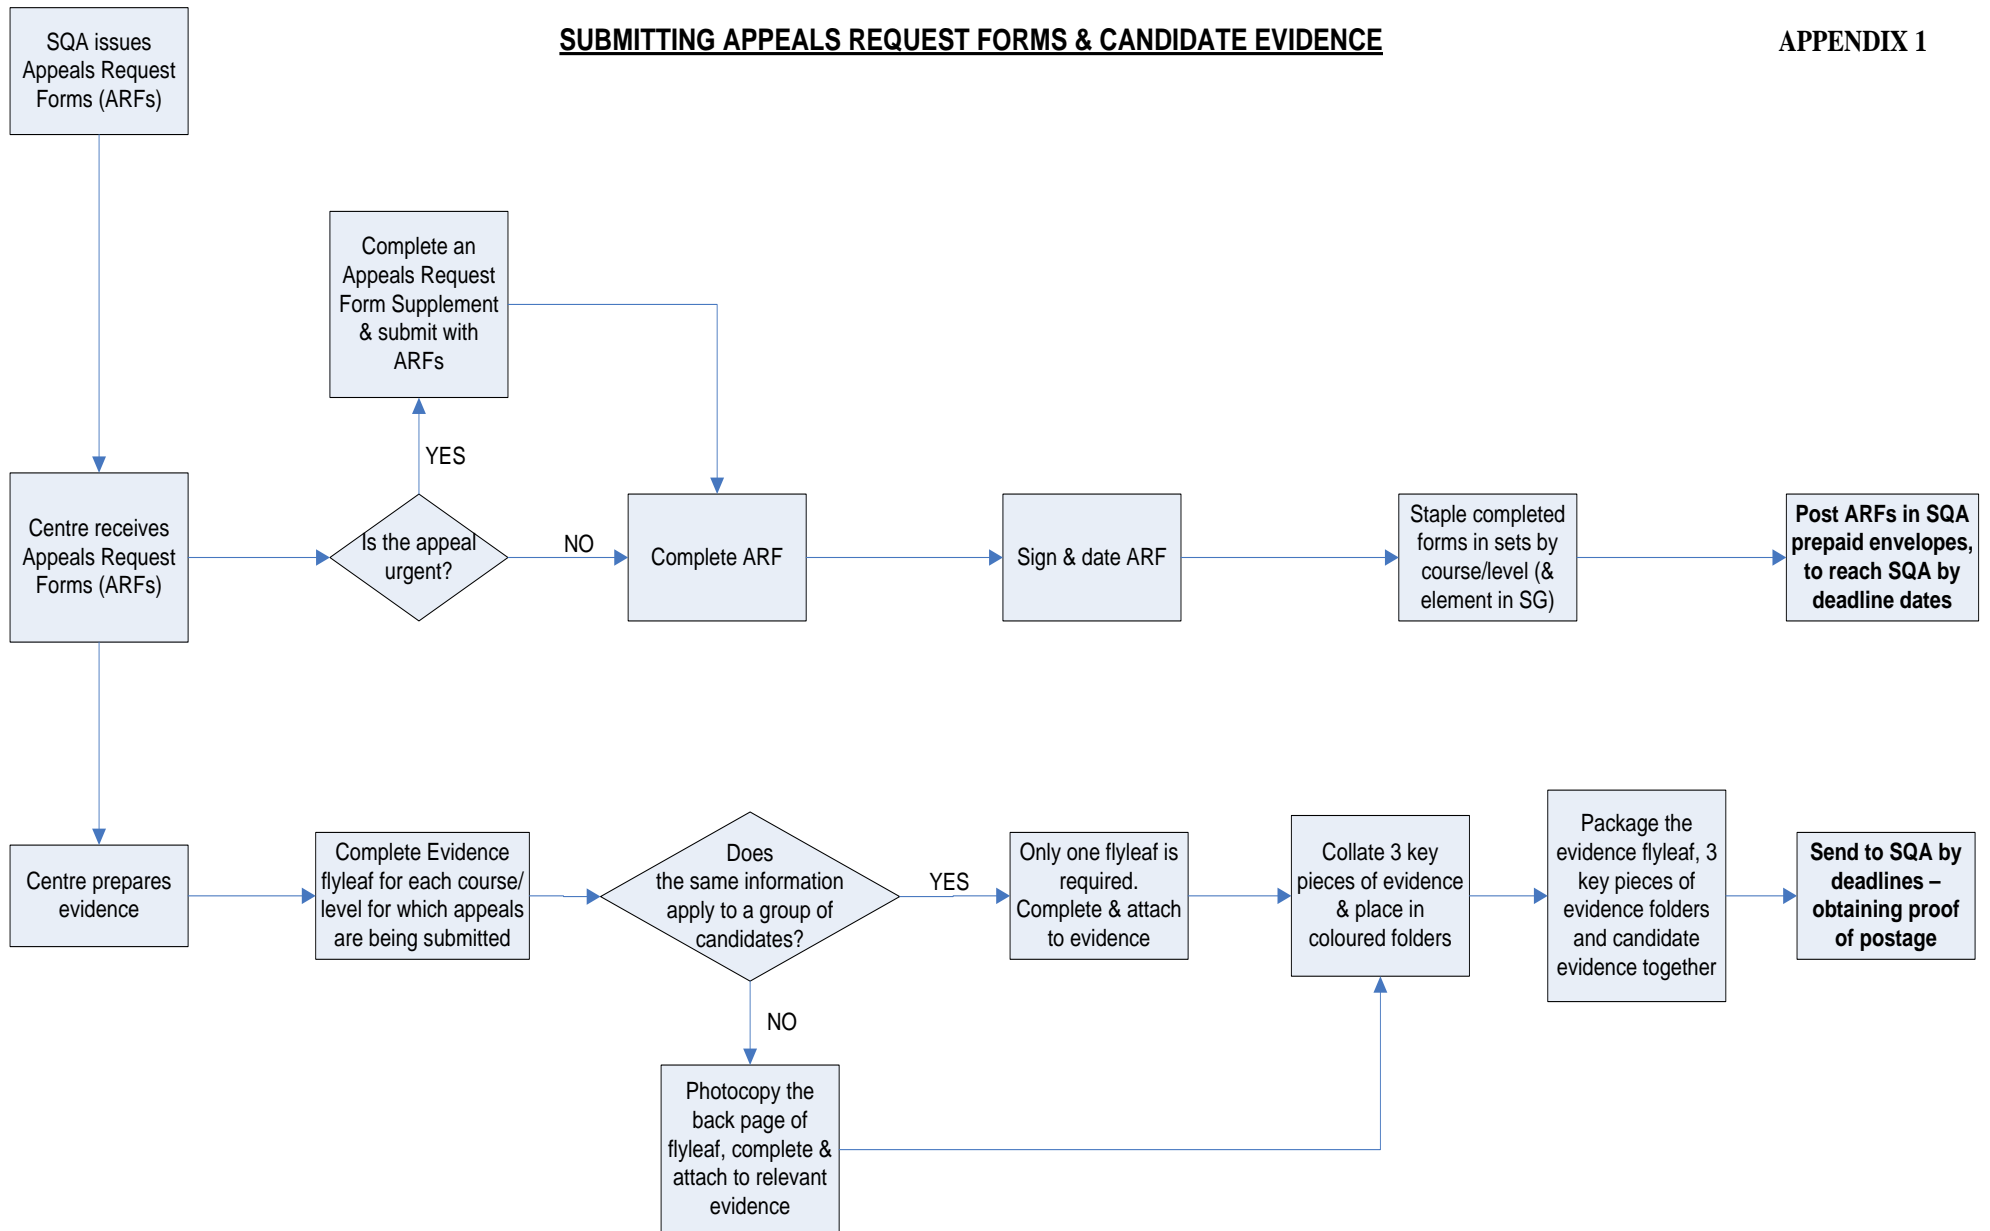 SUBMITTING APPEALS REQUEST FORMS & CANDIDATE EVIDENCE
APPENDIX 1
SQA issues
Appeals Request
Forms (ARFs)
Complete an
Appeals Request
Form Supplement
& submit with
ARFs
YES
Centre receives
Appeals Request
Forms (ARFs)
Is the appeal
urgent?
NO
Complete ARF
Sign & date ARF
Staple completed
forms in sets by
course/level (&
element in SG)
Post ARFs in SQA
prepaid envelopes,
to reach SQA by
deadline dates
Centre prepares
evidence
Complete Evidence
flyleaf for each course/
level for which appeals
are being submitted
Does
the same information
apply to a group of
candidates?
YES
Only one flyleaf is
required.
Complete & attach
to evidence
Collate 3 key
pieces of evidence
& place in
coloured folders
Package the
evidence flyleaf, 3
key pieces of
evidence folders
and candidate
evidence together
Send to SQA by
deadlines –
obtaining proof
of postage
NO
Photocopy the
back page of
flyleaf, complete &
attach to relevant
evidence